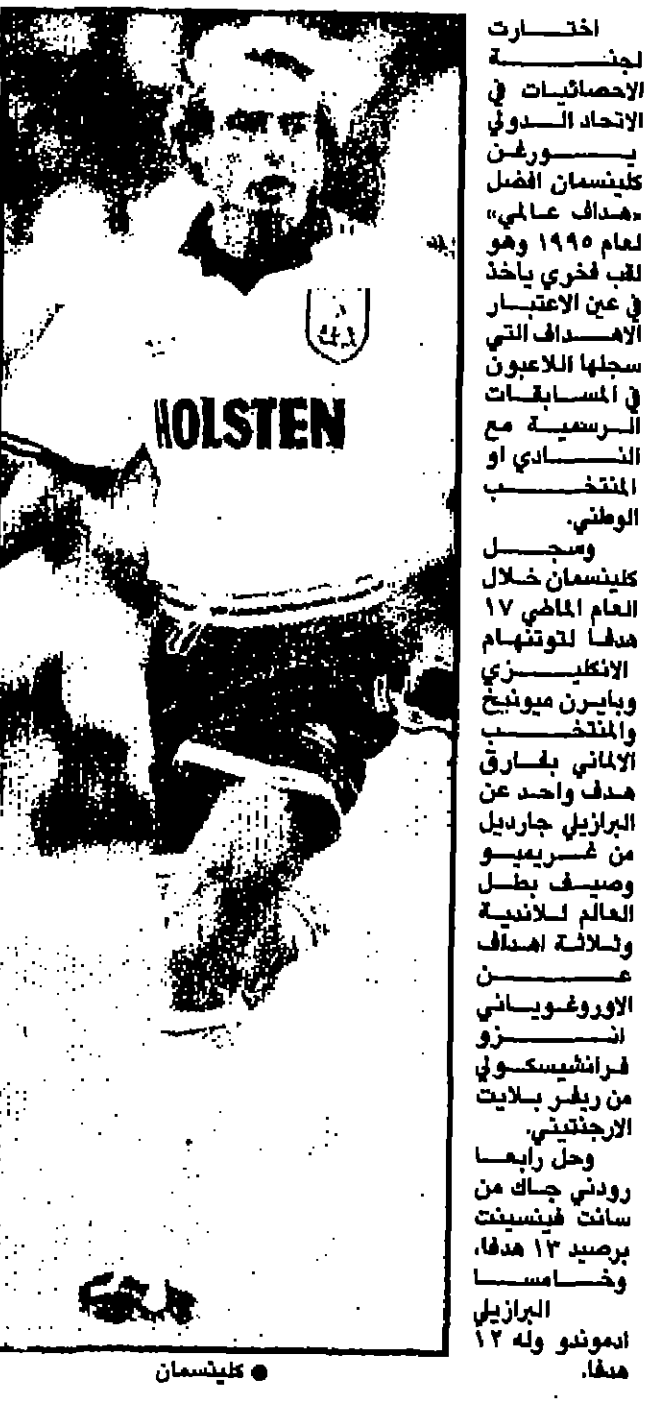 اختارت
لجنة
الاحصائيات في
الاتحاد الدولي
يورغن
كلينسمان افضل
«هداف عالمي»
لعام ١٩٩٥ وهو
لقب فخري ياخذ
في عين الاعتبار
الاهداف التي
سجلها اللاعبون
في المسابقات
الرسمية مع
النادي او
المنتخب
الوطني.
وسجل
كلينسمان خلال
العام الماضي ١٧
هدفا لتوتنهام
الانكليزي
وبايرن ميونيخ
والمنتخب
الالماني بفارق
هدف واحد عن
البرازيلي جارديل
من غريميو
وصيف بطل
العالم للاندية
وثلاثة اهداف
عن
الاوروغوياني
انزو
فرانشيسكولي
من ريفر بلايت
الارجنتيني.
وحل رابعا
رودني جاك من
سانت فينسينت
برصيد ١٣ هدفا،
وخامسا
البرازيلي
ادموندو وله ١٢
هدفا.
HOLSTEN
● كلينسمان